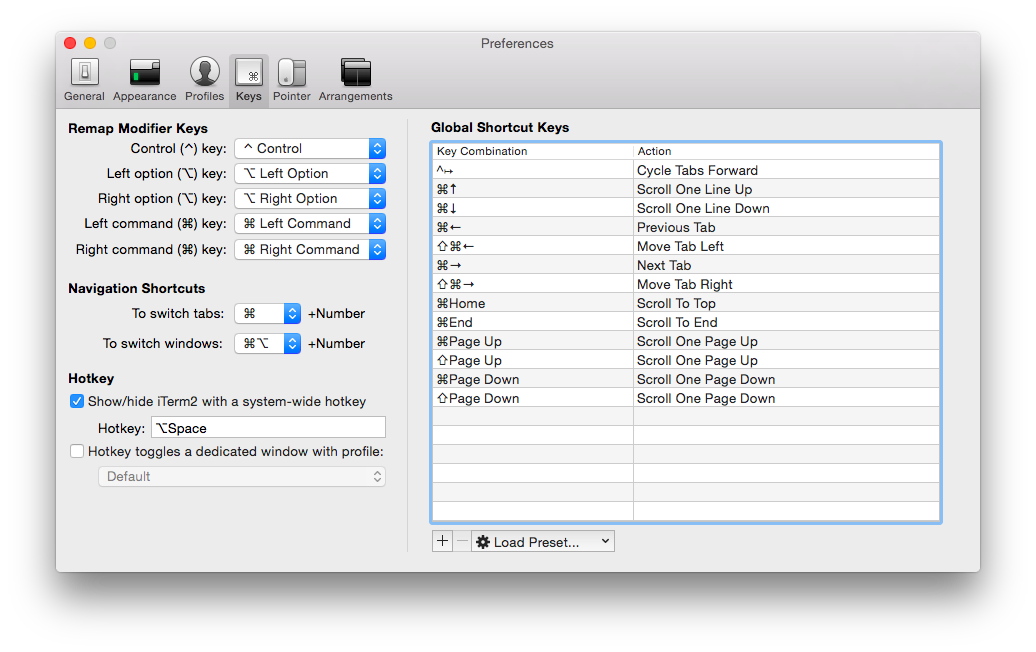 Preferences
General Appearance Profiles Keys Pointer Arrangements
Remap Modifier Keys
Control (^) key: ^ Control
Left option (⌥) key: ⌥ Left Option
Right option (⌥) key: ⌥ Right Option
Left command (⌘) key: ⌘ Left Command
Right command (⌘) key: ⌘ Right Command
Navigation Shortcuts
To switch tabs: ⌘ +Number
To switch windows: ⌘⌥ +Number
Hotkey
Show/hide iTerm2 with a system-wide hotkey
Hotkey: ⌥Space
Hotkey toggles a dedicated window with profile:
Default
Global Shortcut Keys
Key Combination Action
^↦ Cycle Tabs Forward
⌘↑ Scroll One Line Up
⌘↓ Scroll One Line Down
⌘← Previous Tab
⇧⌘← Move Tab Left
⌘→ Next Tab
⇧⌘→ Move Tab Right
⌘Home Scroll To Top
⌘End Scroll To End
⌘Page Up Scroll One Page Up
⇧Page Up Scroll One Page Up
⌘Page Down Scroll One Page Down
⇧Page Down Scroll One Page Down
+ − Load Preset...